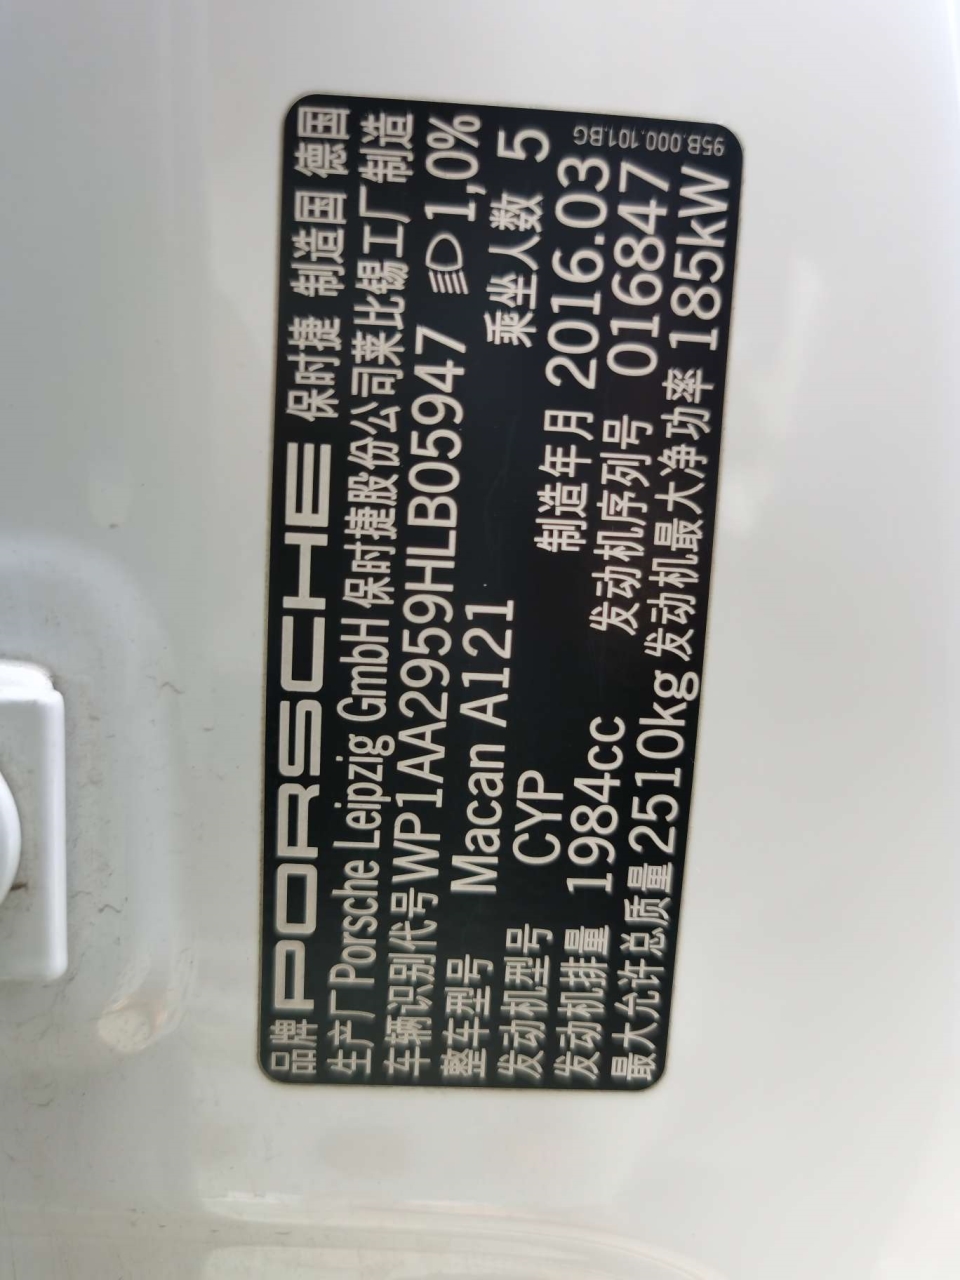 品牌 PORSCHE 保时捷 制造国 德国
生产厂 Porsche Leipzig GmbH 保时捷股份公司莱比锡工厂制造
车辆识别代号 WP1AA2959HLB05947 1,0%
整车型号 Macan A121 乘坐人数 5
发动机型号 CYP 制造年月 2016.03
发动机排量 1984cc 发动机序列号 016847
最大允许总质量 2510kg 发动机最大净功率 185kW
95B.000.101.BG